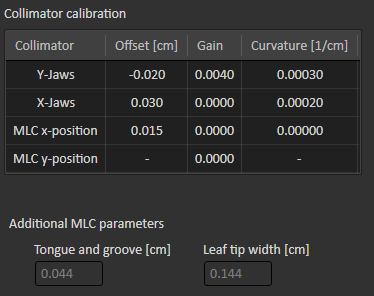 Collimator calibration
Collimator Offset [cm] Gain Curvature [1/cm]
Y-Jaws -0.020 0.0040 0.00030
X-Jaws 0.030 0.0000 0.00020
MLC x-position 0.015 0.0000 0.00000
MLC y-position - 0.0000 -
Additional MLC parameters
Tongue and groove [cm] Leaf tip width [cm]
0.044 0.144